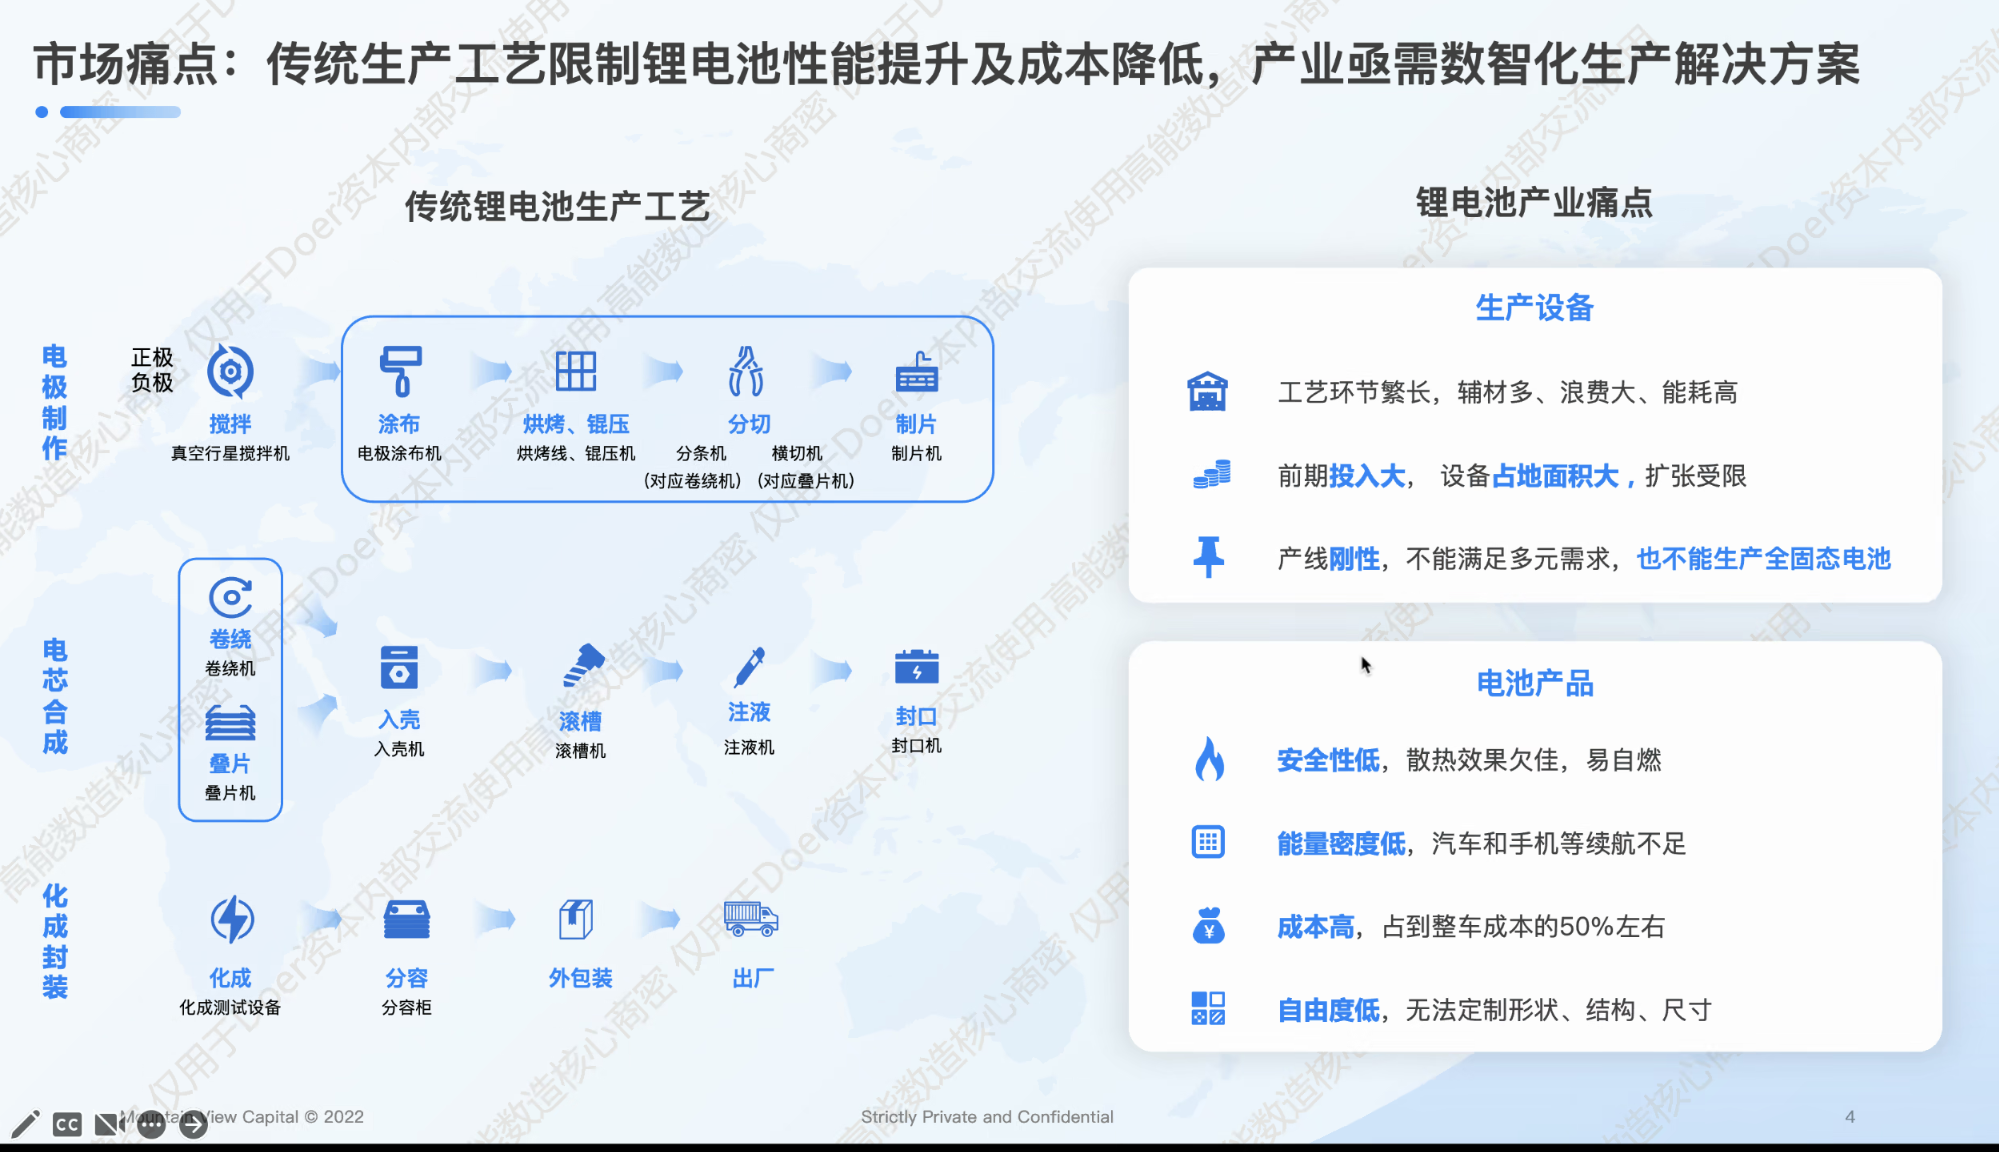 市场痛点：传统生产工艺限制锂电池性能提升及成本降低，产业亟需数智化生产解决方案
传统锂电池生产工艺
电极制作
正极
负极
搅拌
真空行星搅拌机
涂布
电极涂布机
烘烤、锟压
烘烤线、锟压机
分切
分条机 横切机
(对应卷绕机) (对应叠片机)
制片
制片机
电芯合成
卷绕
卷绕机
叠片
叠片机
入壳
入壳机
滚槽
滚槽机
注液
注液机
封口
封口机
化成封装
化成
化成测试设备
分容
分容柜
外包装
出厂
锂电池产业痛点
生产设备
工艺环节繁长，辅材多、浪费大、能耗高
前期投入大， 设备占地面积大，扩张受限
产线刚性，不能满足多元需求，也不能生产全固态电池
电池产品
安全性低，散热效果欠佳，易自燃
能量密度低，汽车和手机等续航不足
成本高，占到整车成本的50%左右
自由度低，无法定制形状、结构、尺寸
高能数造核心商密 仅用于Doer资本内部交流使用
CC
Mountain View Capital © 2022
Strictly Private and Confidential
4